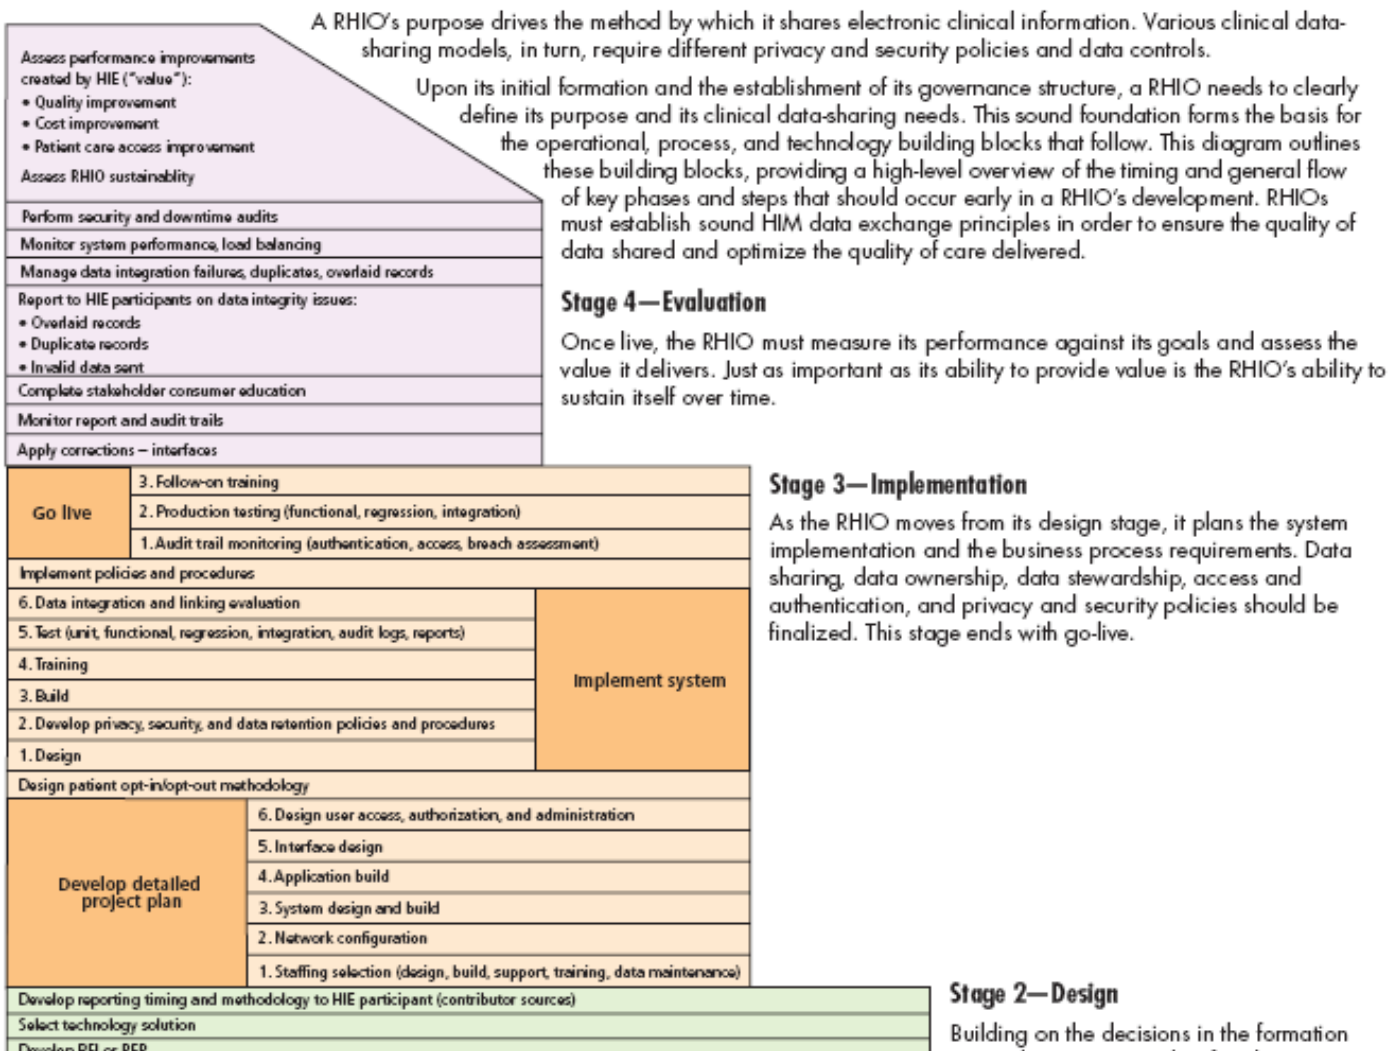 A RHIO's purpose drives the method by which it shares electronic clinical information. Various clinical data-
sharing models, in turn, require different privacy and security policies and data controls.
Upon its initial formation and the establishment of its governance structure, a RHIO needs to clearly
define its purpose and its clinical data-sharing needs. This sound foundation forms the basis for
the operational, process, and technology building blocks that follow. This diagram outlines
these building blocks, providing a high-level overview of the timing and general flow
of key phases and steps that should occur early in a RHIO's development. RHIOs
must establish sound HIM data exchange principles in order to ensure the quality of
data shared and optimize the quality of care delivered.
Assess performance improvements
created by HIE ("value"):
• Quality improvement
• Cost improvement
• Patient care access improvement
Assess RHIO sustainablity
Perform security and downtime audits
Monitor system performance, load balancing
Manage data integration failures, duplicates, overlaid records
Report to HIE participants on data integrity issues:
• Overlaid records
• Duplicate records
• Invalid data sent
Complete stakeholder consumer education
Monitor report and audit trails
Apply corrections – interfaces
Stage 4—Evaluation
Once live, the RHIO must measure its performance against its goals and assess the
value it delivers. Just as important as its ability to provide value is the RHIO's ability to
sustain itself over time.
Go live
3. Follow-on training
2. Production testing (functional, regression, integration)
1. Audit trail monitoring (authentication, access, breach assessment)
Implement policies and procedures
6. Data integration and linking evaluation
5. Test (unit, functional, regression, integration, audit logs, reports)
4. Training
3. Build
2. Develop privacy, security, and data retention policies and procedures
1. Design
Implement system
Design patient opt-in/opt-out methodology
Develop detailed
project plan
6. Design user access, authorization, and administration
5. Interface design
4. Application build
3. System design and build
2. Network configuration
1. Staffing selection (design, build, support, training, data maintenance)
Stage 3—Implementation
As the RHIO moves from its design stage, it plans the system
implementation and the business process requirements. Data
sharing, data ownership, data stewardship, access and
authentication, and privacy and security policies should be
finalized. This stage ends with go-live.
Develop reporting timing and methodology to HIE participant (contributor sources)
Select technology solution
Develop RFI or RFP
Stage 2—Design
Building on the decisions in the formation